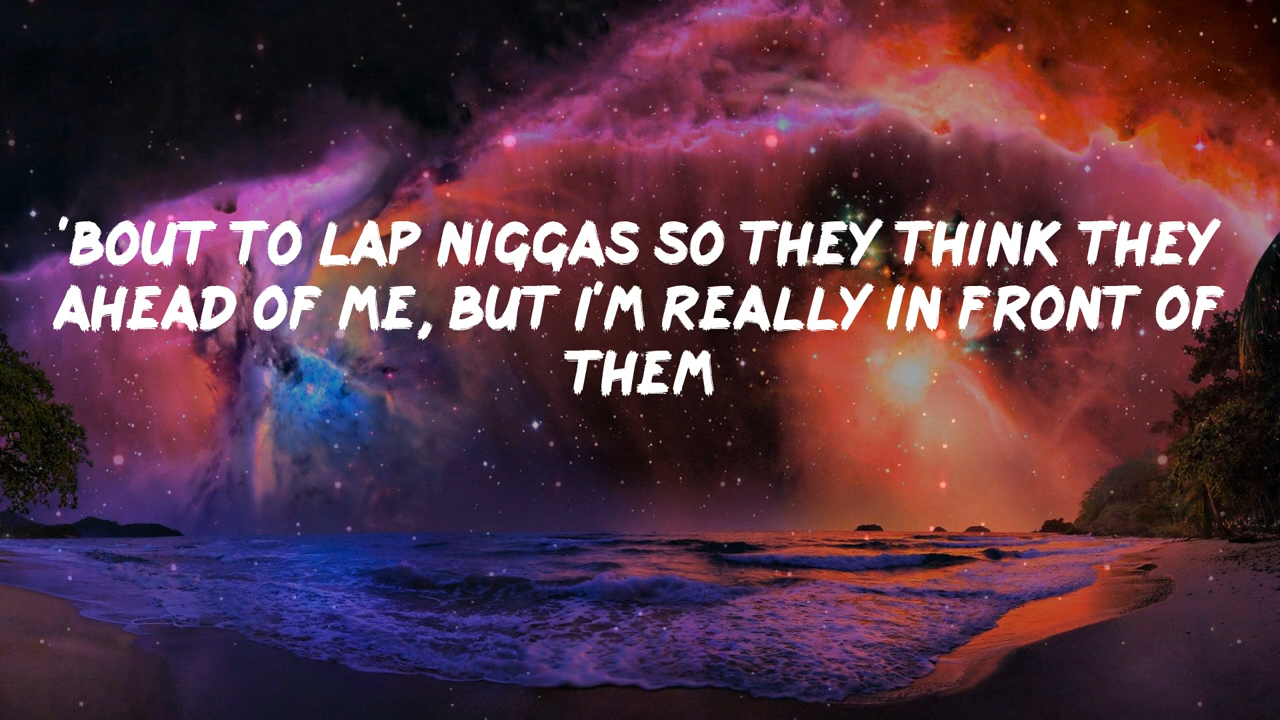 'BOUT TO LAP NIGGAS SO THEY THINK THEY
AHEAD OF ME, BUT I'M REALLY IN FRONT OF
THEM